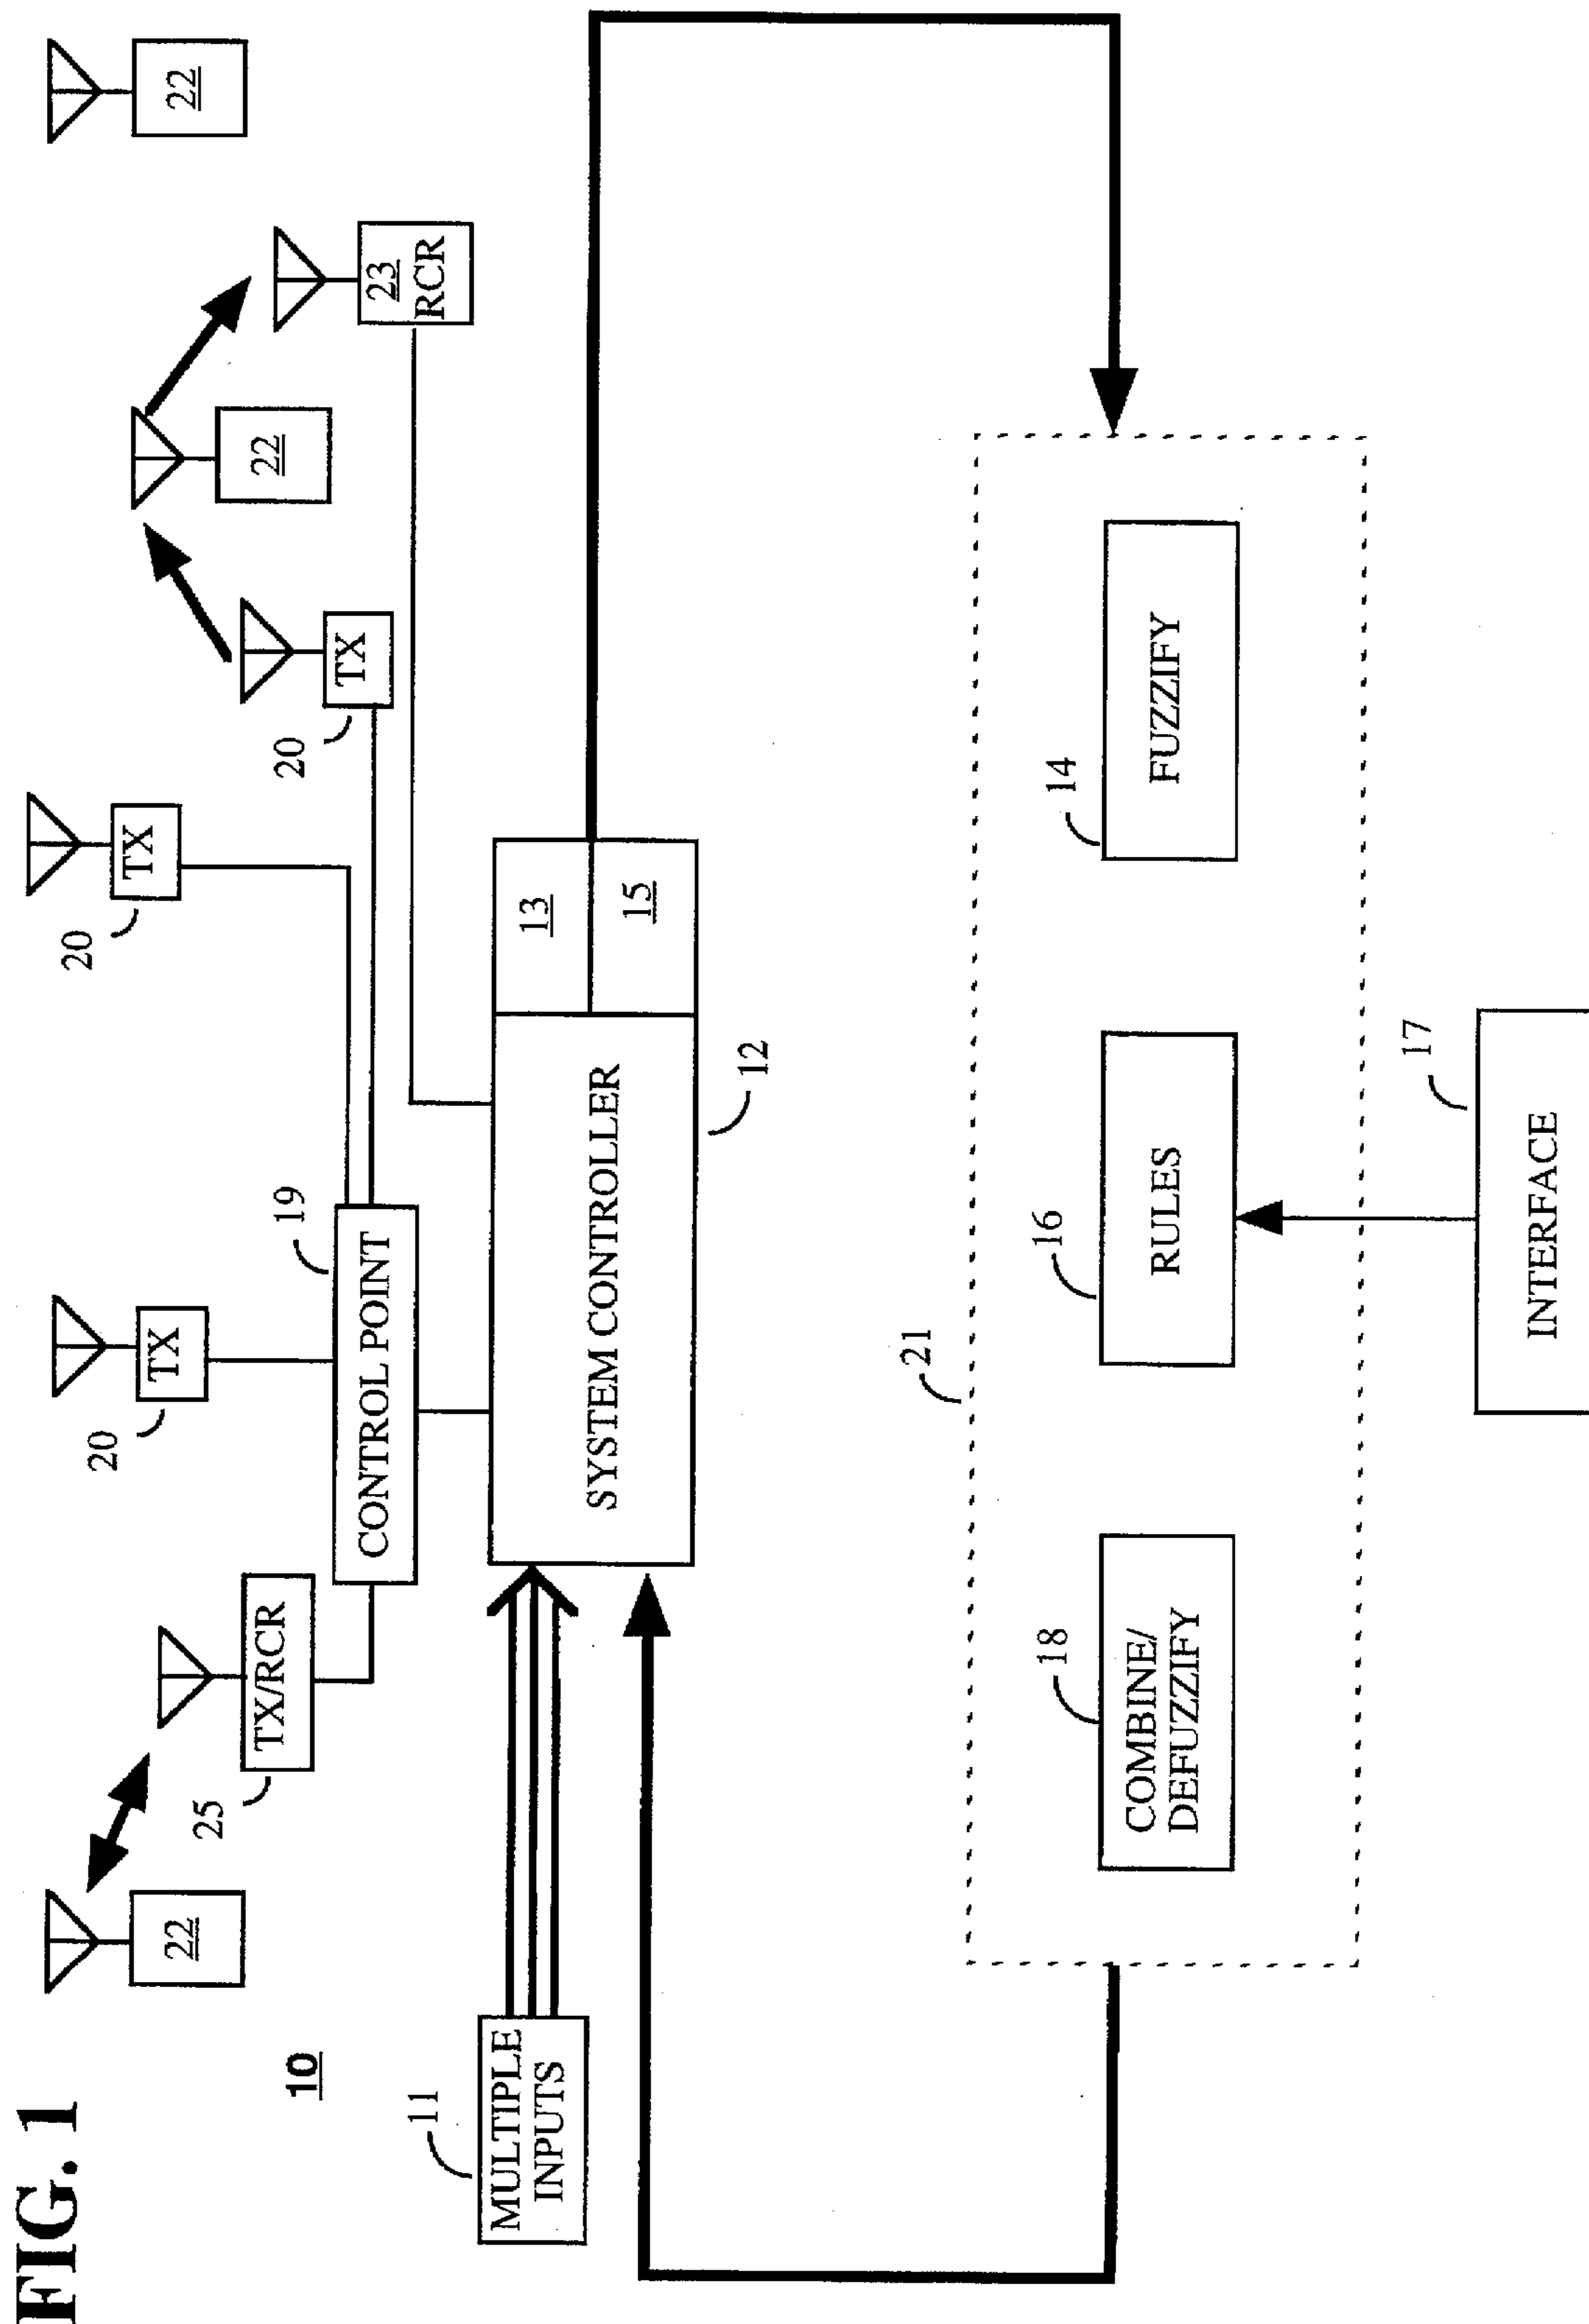 FIG. 1
10
22
25
TX/RCR
20
TX
20
TX
20
TX
22
23
RCR
22
19
CONTROL POINT
11
MULTIPLE
INPUTS
SYSTEM CONTROLLER
13
15
12
21
18
COMBINE/
DEFUZZIFY
16
RULES
14
FUZZIFY
17
INTERFACE